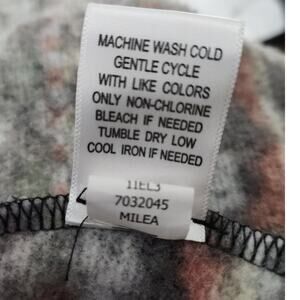 MACHINE WASH COLD
GENTLE CYCLE
WITH LIKE COLORS
ONLY NON-CHLORINE
BLEACH IF NEEDED
TUMBLE DRY LOW
COOL IRON IF NEEDED
7032045
MILEA